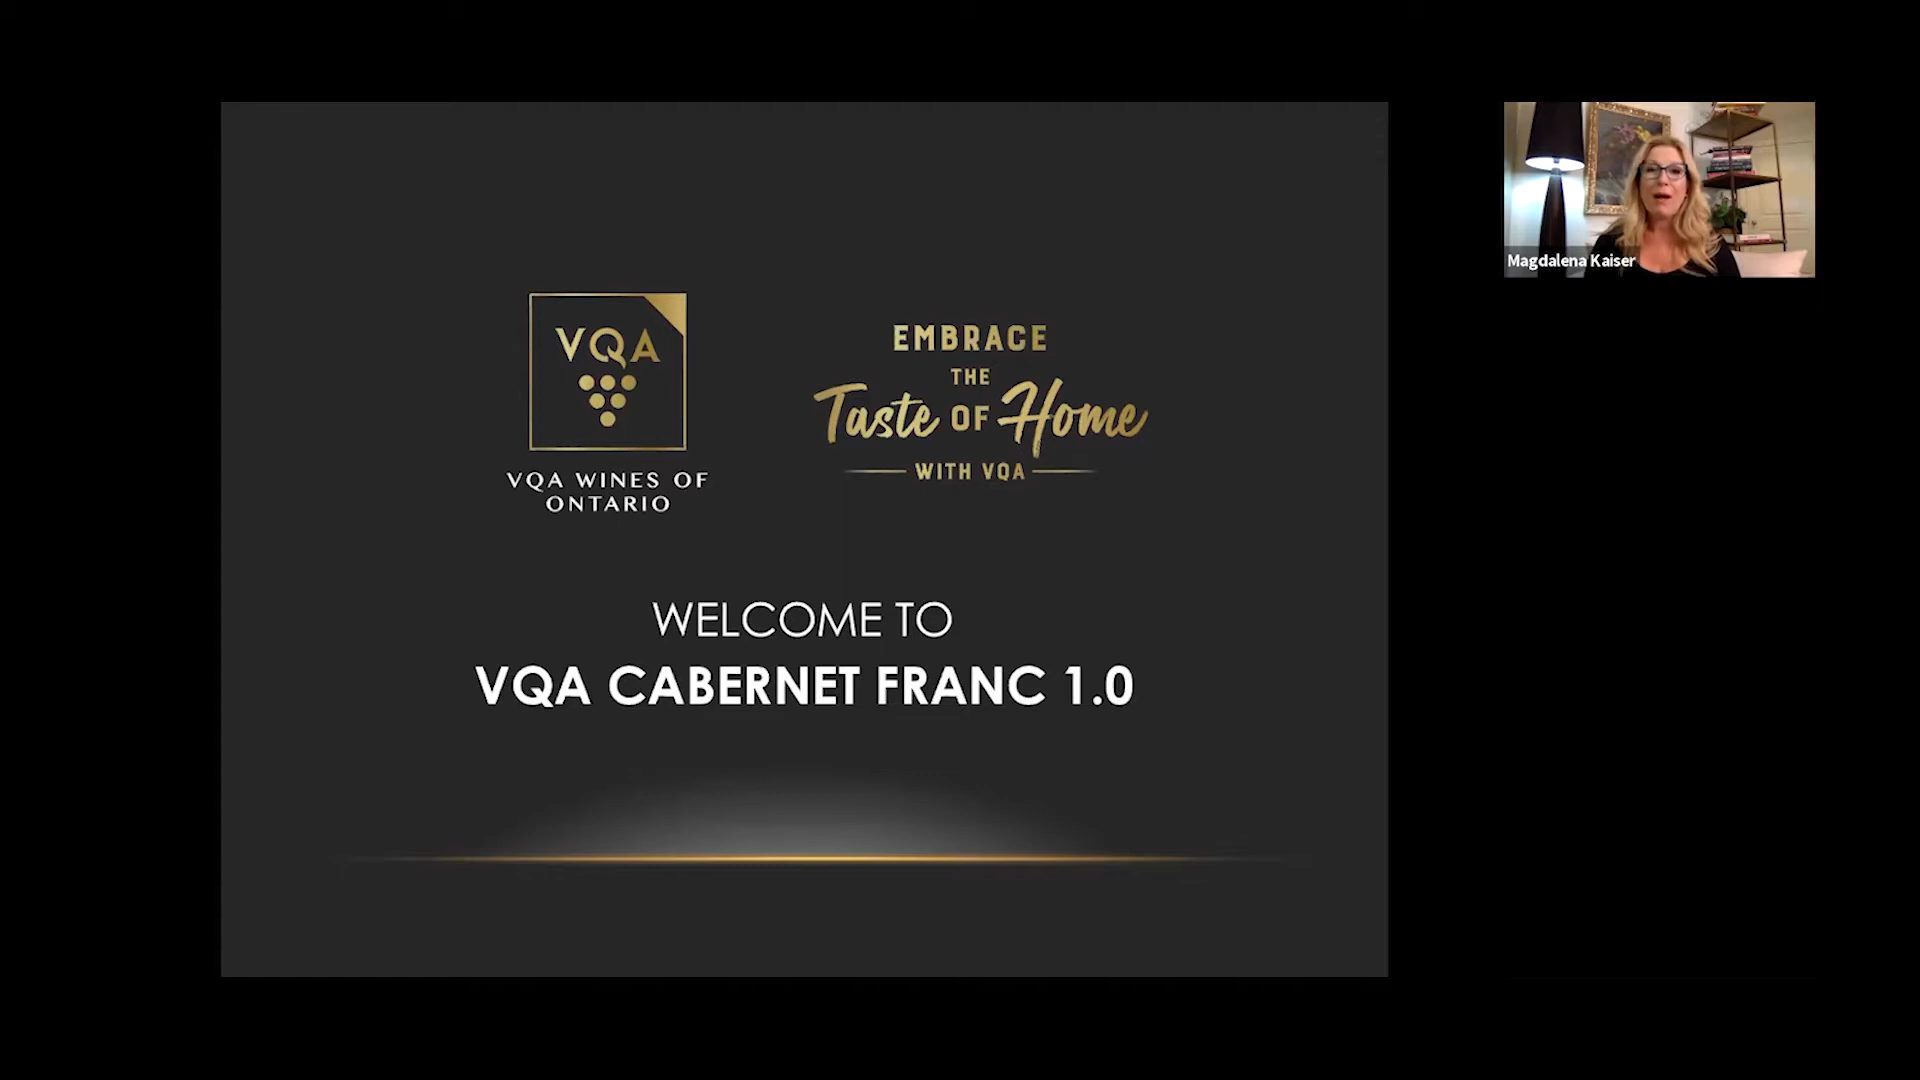 VQA
VQA WINES OF
ONTARIO
EMBRACE
THE
Taste OF Home
WITH VQA
WELCOME TO
VQA CABERNET FRANC 1.0
Magdalena Kaiser